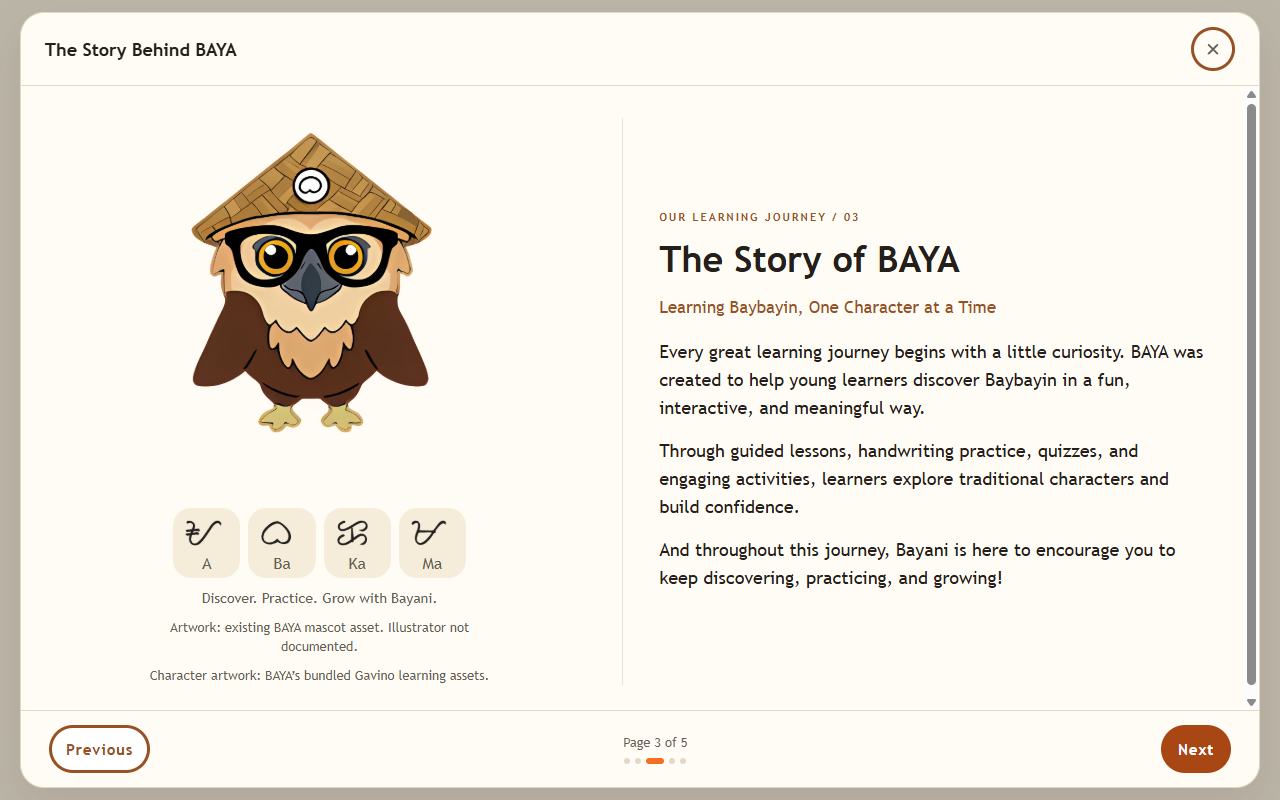 The Story Behind BAYA
ᜊ
ᜀ ᜊ ᜃ ᜋ
A Ba Ka Ma
Discover. Practice. Grow with Bayani.
Artwork: existing BAYA mascot asset. Illustrator not
documented.
Character artwork: BAYA's bundled Gavino learning assets.
OUR LEARNING JOURNEY / 03
The Story of BAYA
Learning Baybayin, One Character at a Time
Every great learning journey begins with a little curiosity. BAYA was
created to help young learners discover Baybayin in a fun,
interactive, and meaningful way.
Through guided lessons, handwriting practice, quizzes, and
engaging activities, learners explore traditional characters and
build confidence.
And throughout this journey, Bayani is here to encourage you to
keep discovering, practicing, and growing!
Previous
Page 3 of 5
Next